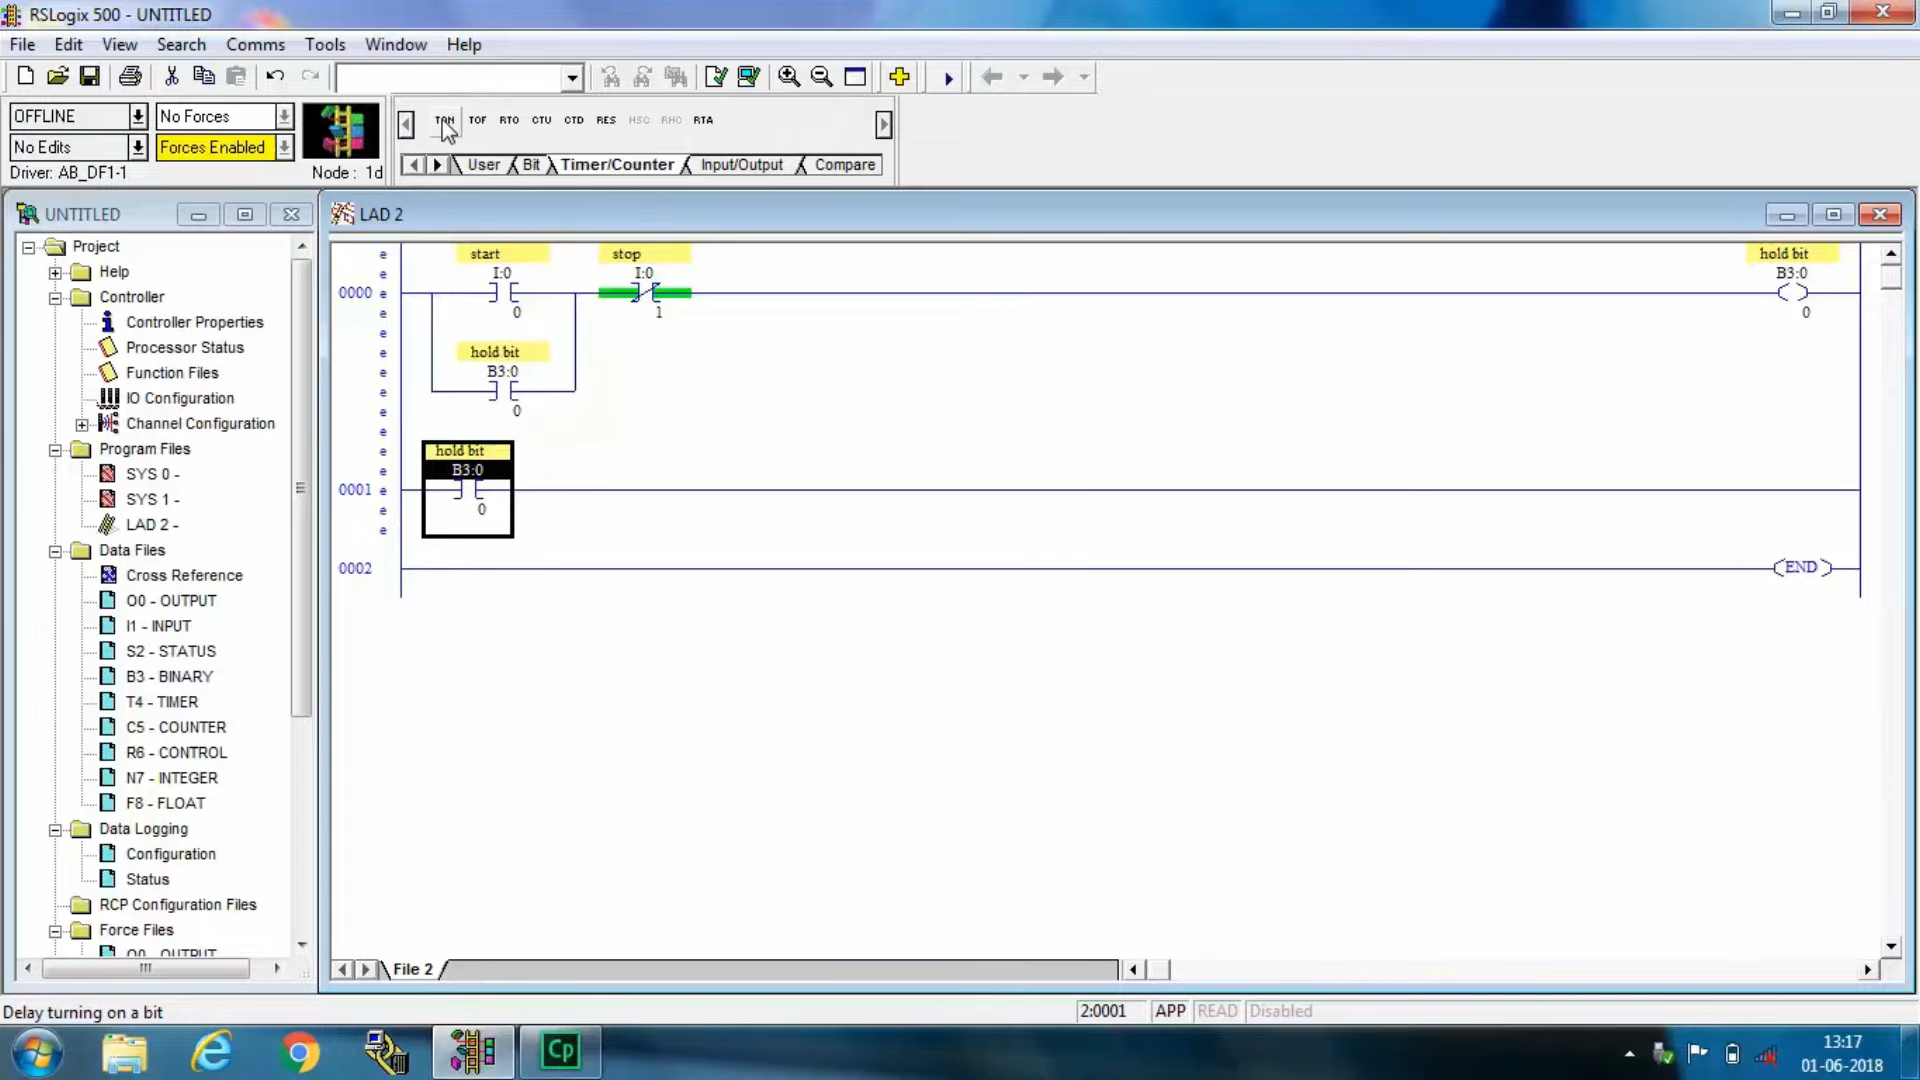 RSLogix 500 - UNTITLED
File Edit View Search Comms Tools Window Help
OFFLINE No Forces
No Edits Forces Enabled
Driver: AB_DF1-1 Node : 1d
TON TOF RTO CTU CTD RES HSC RHC RTA
User Bit Timer/Counter Input/Output Compare
UNTITLED
Project
Help
Controller
Controller Properties
Processor Status
Function Files
IO Configuration
Channel Configuration
Program Files
SYS 0 -
SYS 1 -
LAD 2 -
Data Files
Cross Reference
O0 - OUTPUT
I1 - INPUT
S2 - STATUS
B3 - BINARY
T4 - TIMER
C5 - COUNTER
R6 - CONTROL
N7 - INTEGER
F8 - FLOAT
Data Logging
Configuration
Status
RCP Configuration Files
Force Files
O0 - OUTPUT
LAD 2
e start stop hold bit
e I:0 I:0 B3:0
0000 e
e 0 1 0
e
e hold bit
e B3:0
e
e 0
e
e hold bit
e B3:0
0001 e
e 0
e
0002 END
File 2
Delay turning on a bit 2:0001 APP READ Disabled
Cp
13:17
01-06-2018